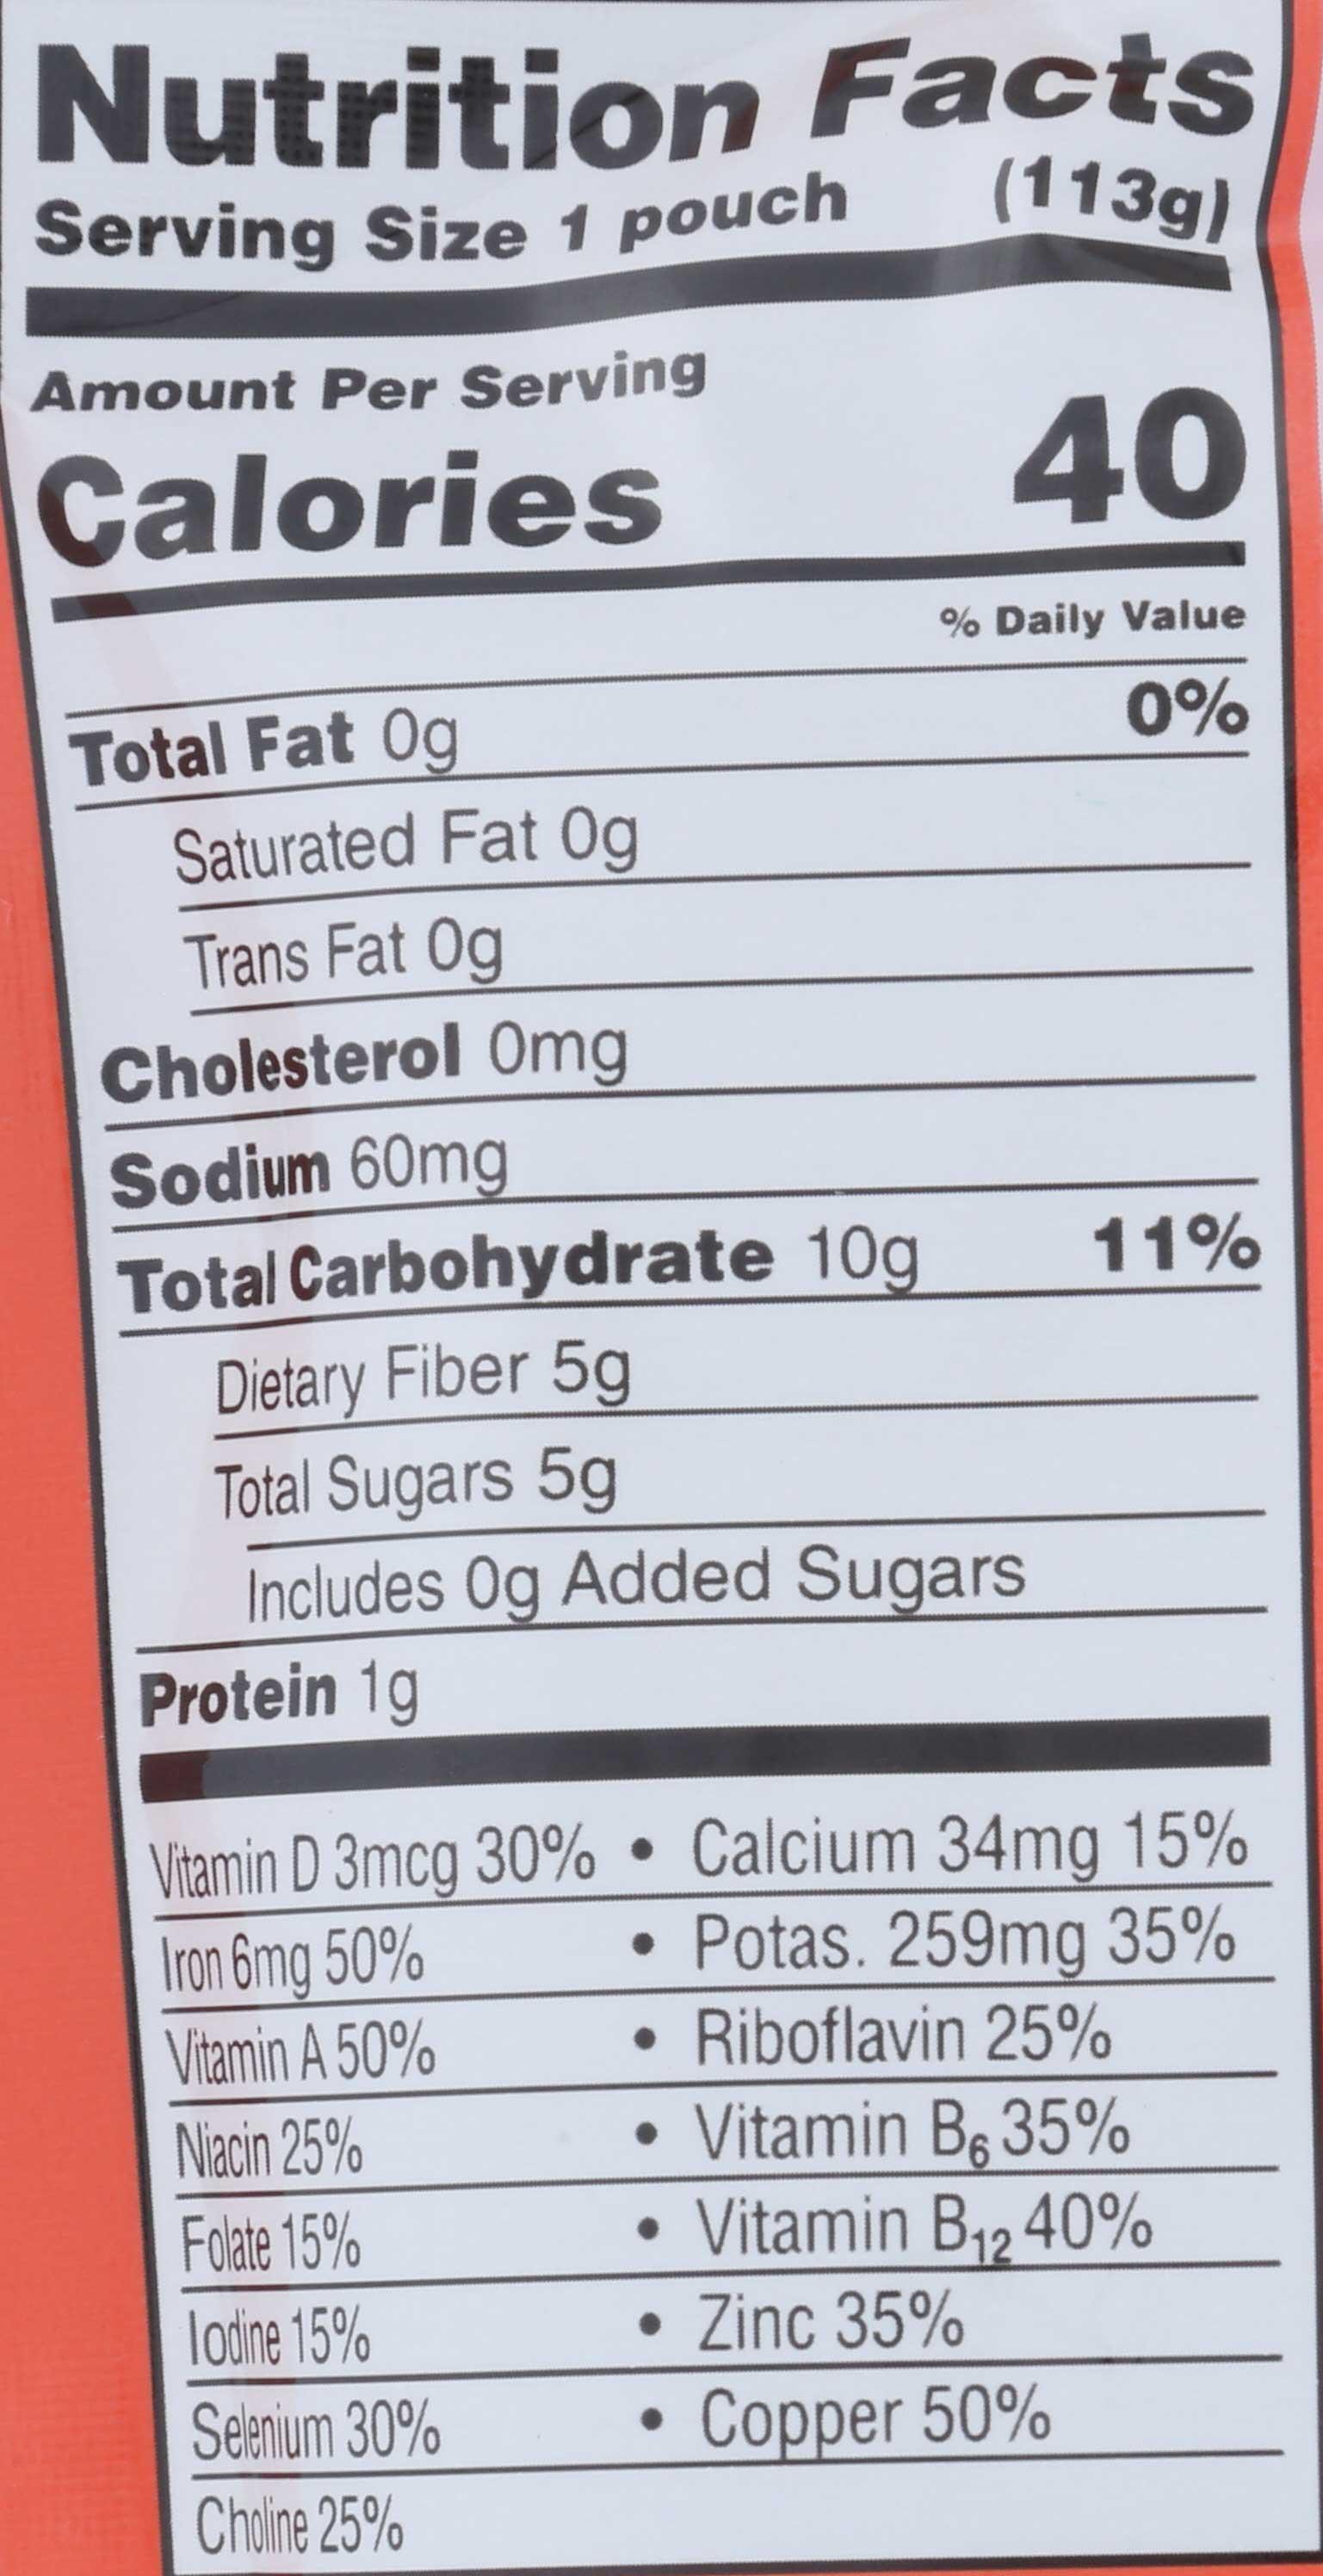 Nutrition Facts
Serving Size 1 pouch (113g)
Amount Per Serving
Calories 40
% Daily Value
Total Fat 0g 0%
Saturated Fat 0g
Trans Fat 0g
Cholesterol 0mg
Sodium 60mg
Total Carbohydrate 10g 11%
Dietary Fiber 5g
Total Sugars 5g
Includes 0g Added Sugars
Protein 1g
Vitamin D 3mcg 30% • Calcium 34mg 15%
Iron 6mg 50% • Potas. 259mg 35%
Vitamin A 50% • Riboflavin 25%
Niacin 25% • Vitamin B₆ 35%
Folate 15% • Vitamin B₁₂ 40%
Iodine 15% • Zinc 35%
Selenium 30% • Copper 50%
Choline 25%